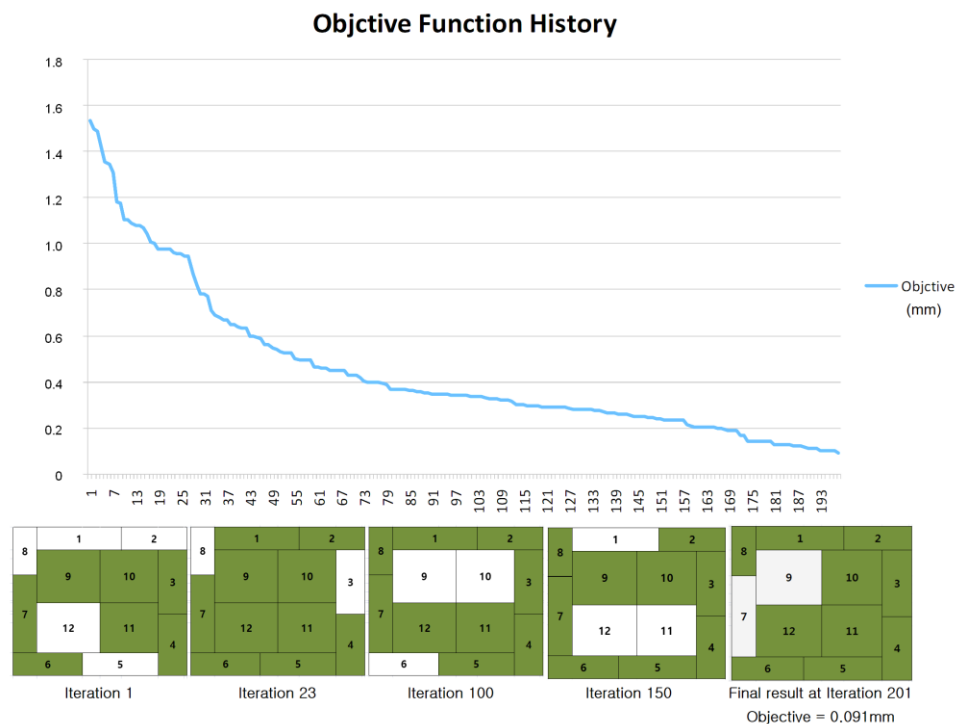 Objctive Function History
1.8
1.6
1.4
1.2
1.0
0.8
0.6
0.4
0.2
0
Objctive
(mm)
1 7 13 19 25 31 37 43 49 55 61 67 73 79 85 91 97 103 109 115 121 127 133 139 145 151 157 163 169 175 181 187 193
8 1 2
9 10 3
7 12 11 4
6 5
Iteration 1
8 1 2
9 10 3
7 12 11 4
6 5
Iteration 23
8 1 2
9 10 3
7 12 11 4
6 5
Iteration 100
8 1 2
9 10 3
7 12 11 4
6 5
Iteration 150
8 1 2
9 10 3
7 12 11 4
6 5
Final result at Iteration 201
Objective = 0.091mm